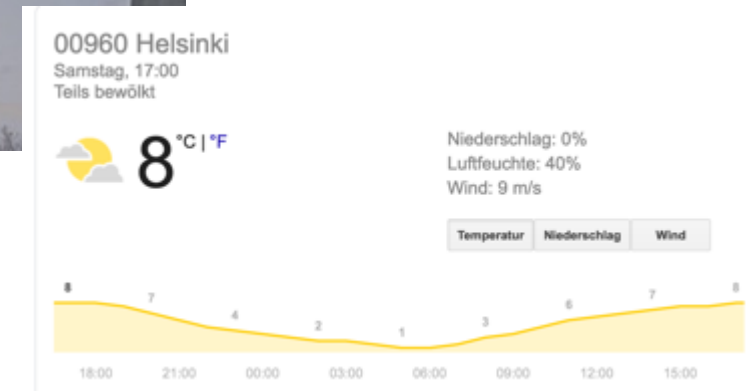 00960 Helsinki
Samstag, 17:00
Teils bewölkt
8 °C | °F
Niederschlag: 0%
Luftfeuchte: 40%
Wind: 9 m/s
Temperatur Niederschlag Wind
8 7 4 2 1 3 6 7 8
18:00 21:00 00:00 03:00 06:00 09:00 12:00 15:00